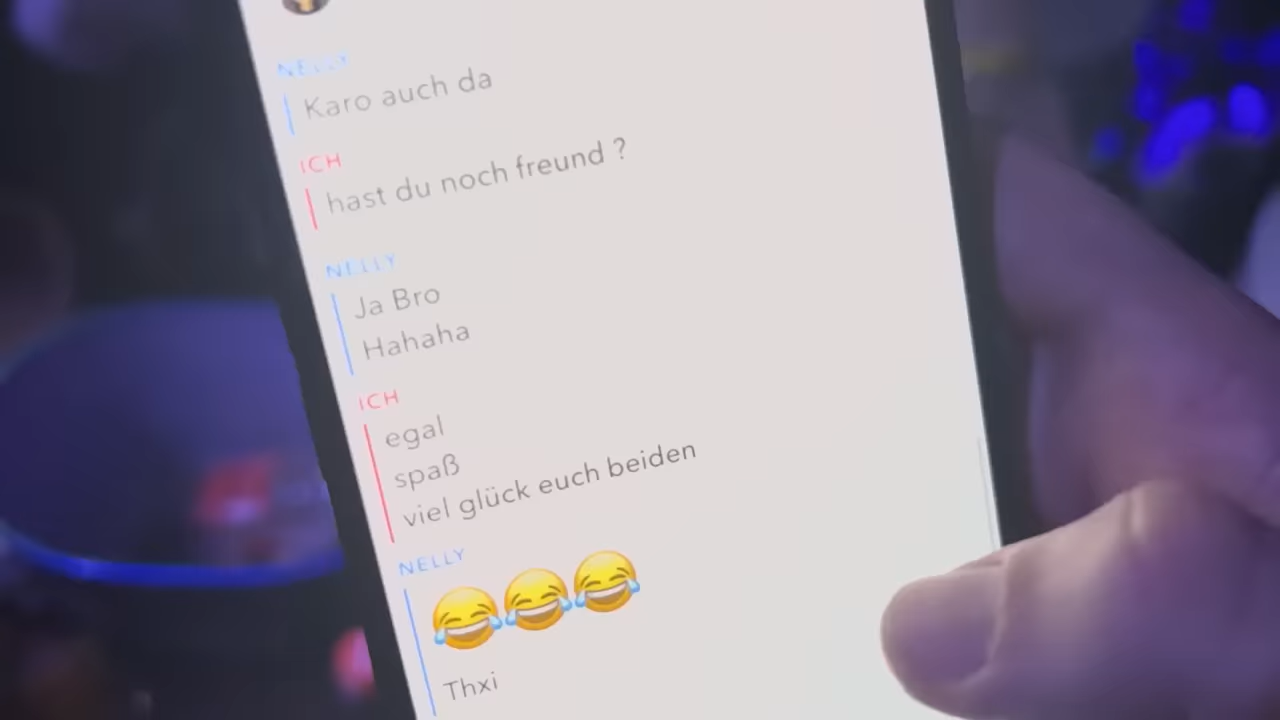 NELLY
Karo auch da
ICH
hast du noch freund ?
NELLY
Ja Bro
Hahaha
ICH
egal
spaß
viel glück euch beiden
NELLY
😂😂😂
Thxi